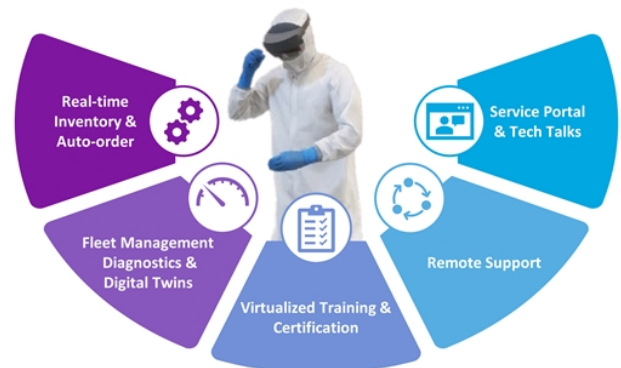 Real-time
Inventory &
Auto-order
Service Portal
& Tech Talks
Fleet Management
Diagnostics &
Digital Twins
Remote Support
Virtualized Training &
Certification